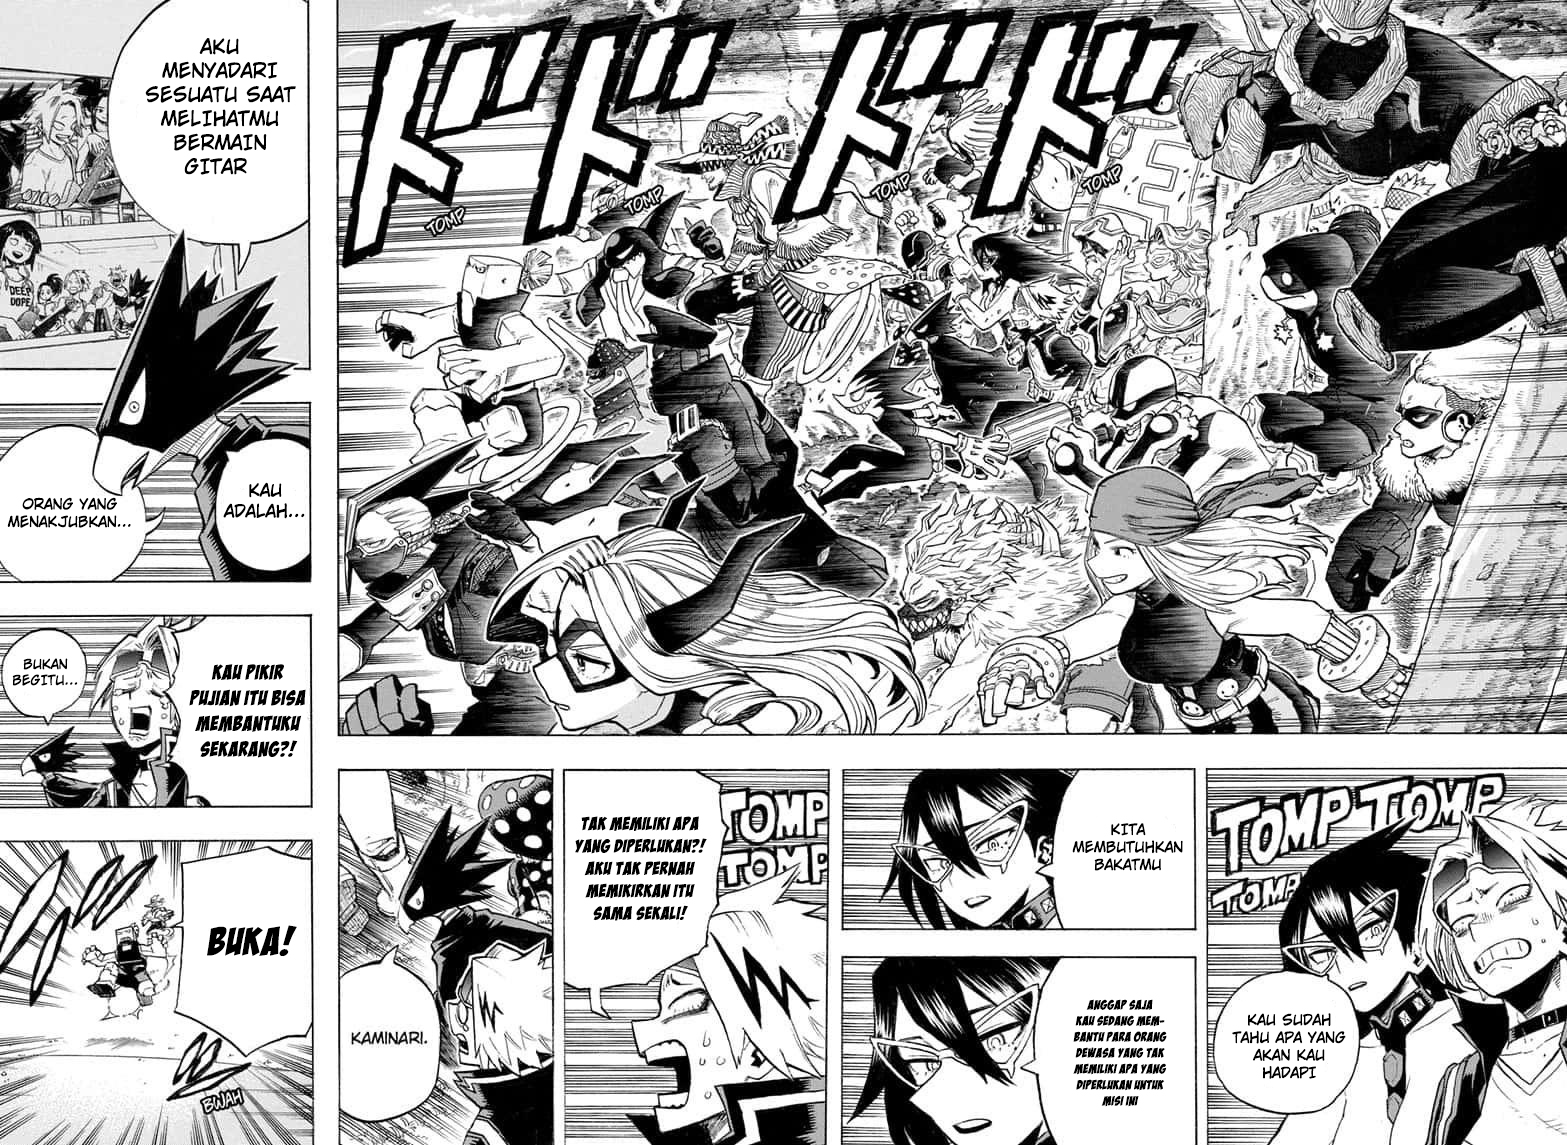 ドドドド
TOMP
TOMP
TOMP
TOMP
TOMP TOMP
TOMP
KAU SUDAH
TAHU APA YANG
AKAN KAU
HADAPI
KITA
MEMBUTUHKAN
BAKATMU
ANGGAP SAJA
KAU SEDANG MEM-
BANTU PARA ORANG
DEWASA YANG TAK
MEMILIKI APA YANG
DIPERLUKAN UNTUK
MISI INI
TOMP
TOMP
TAK MEMILIKI APA
YANG DIPERLUKAN?!
AKU TAK PERNAH
MEMIKIRKAN ITU
SAMA SEKALI!
KAMINARI.
AKU
MENYADARI
SESUATU SAAT
MELIHATMU
BERMAIN
GITAR
DEEP
DOPE
KAU
ADALAH...
ORANG YANG
MENAKJUBKAN...
KAU PIKIR
PUJIAN ITU BISA
MEMBANTUKU
SEKARANG?!
BUKAN
BEGITU...
BUKA!
BWAH